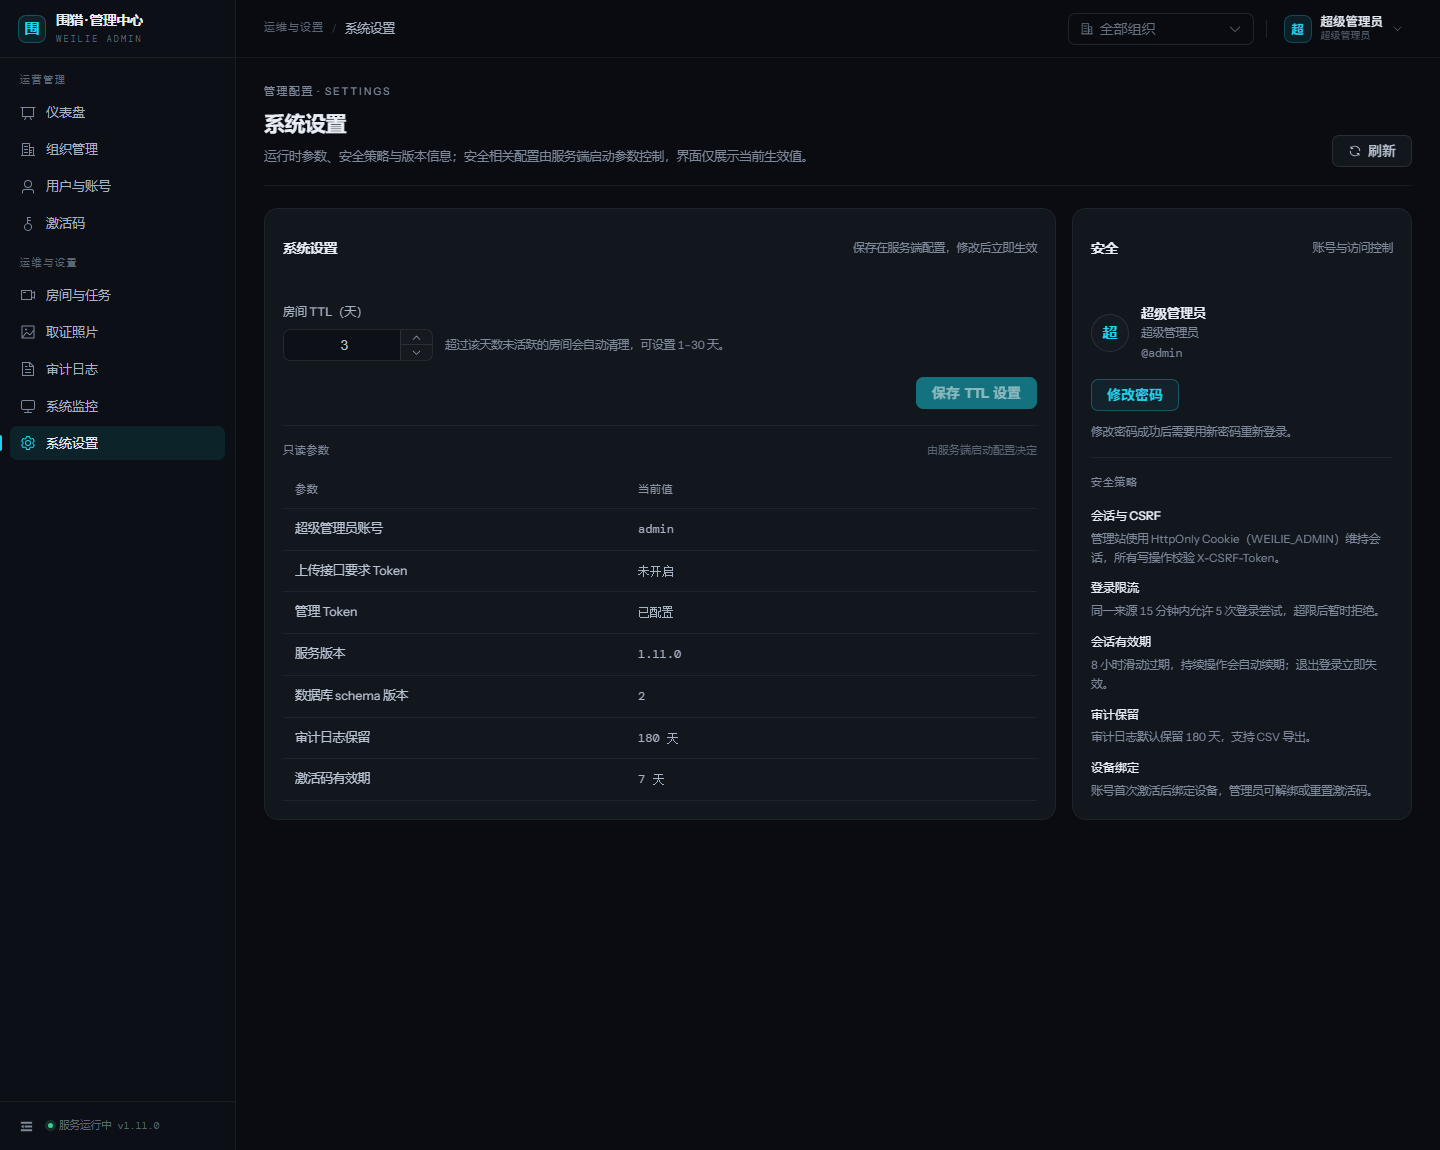 围
围猎·管理中心
WEILIE ADMIN
运营管理
仪表盘
组织管理
用户与账号
激活码
运维与设置
房间与任务
取证照片
审计日志
系统监控
系统设置
服务运行中 v1.11.0
运维与设置 / 系统设置
全部组织
超
超级管理员
超级管理员
管理配置 · SETTINGS
系统设置
运行时参数、安全策略与版本信息；安全相关配置由服务端启动参数控制，界面仅展示当前生效值。
刷新
系统设置
保存在服务端配置，修改后立即生效
房间 TTL（天）
3
超过该天数未活跃的房间会自动清理，可设置 1–30 天。
保存 TTL 设置
只读参数
由服务端启动配置决定
参数 当前值
超级管理员账号 admin
上传接口要求 Token 未开启
管理 Token 已配置
服务版本 1.11.0
数据库 schema 版本 2
审计日志保留 180 天
激活码有效期 7 天
安全
账号与访问控制
超
超级管理员
超级管理员
@admin
修改密码
修改密码成功后需要用新密码重新登录。
安全策略
会话与 CSRF
管理站使用 HttpOnly Cookie（WEILIE_ADMIN）维持会
话，所有写操作校验 X-CSRF-Token。
登录限流
同一来源 15 分钟内允许 5 次登录尝试，超限后暂时拒绝。
会话有效期
8 小时滑动过期，持续操作会自动续期；退出登录立即失
效。
审计保留
审计日志默认保留 180 天，支持 CSV 导出。
设备绑定
账号首次激活后绑定设备，管理员可解绑或重置激活码。